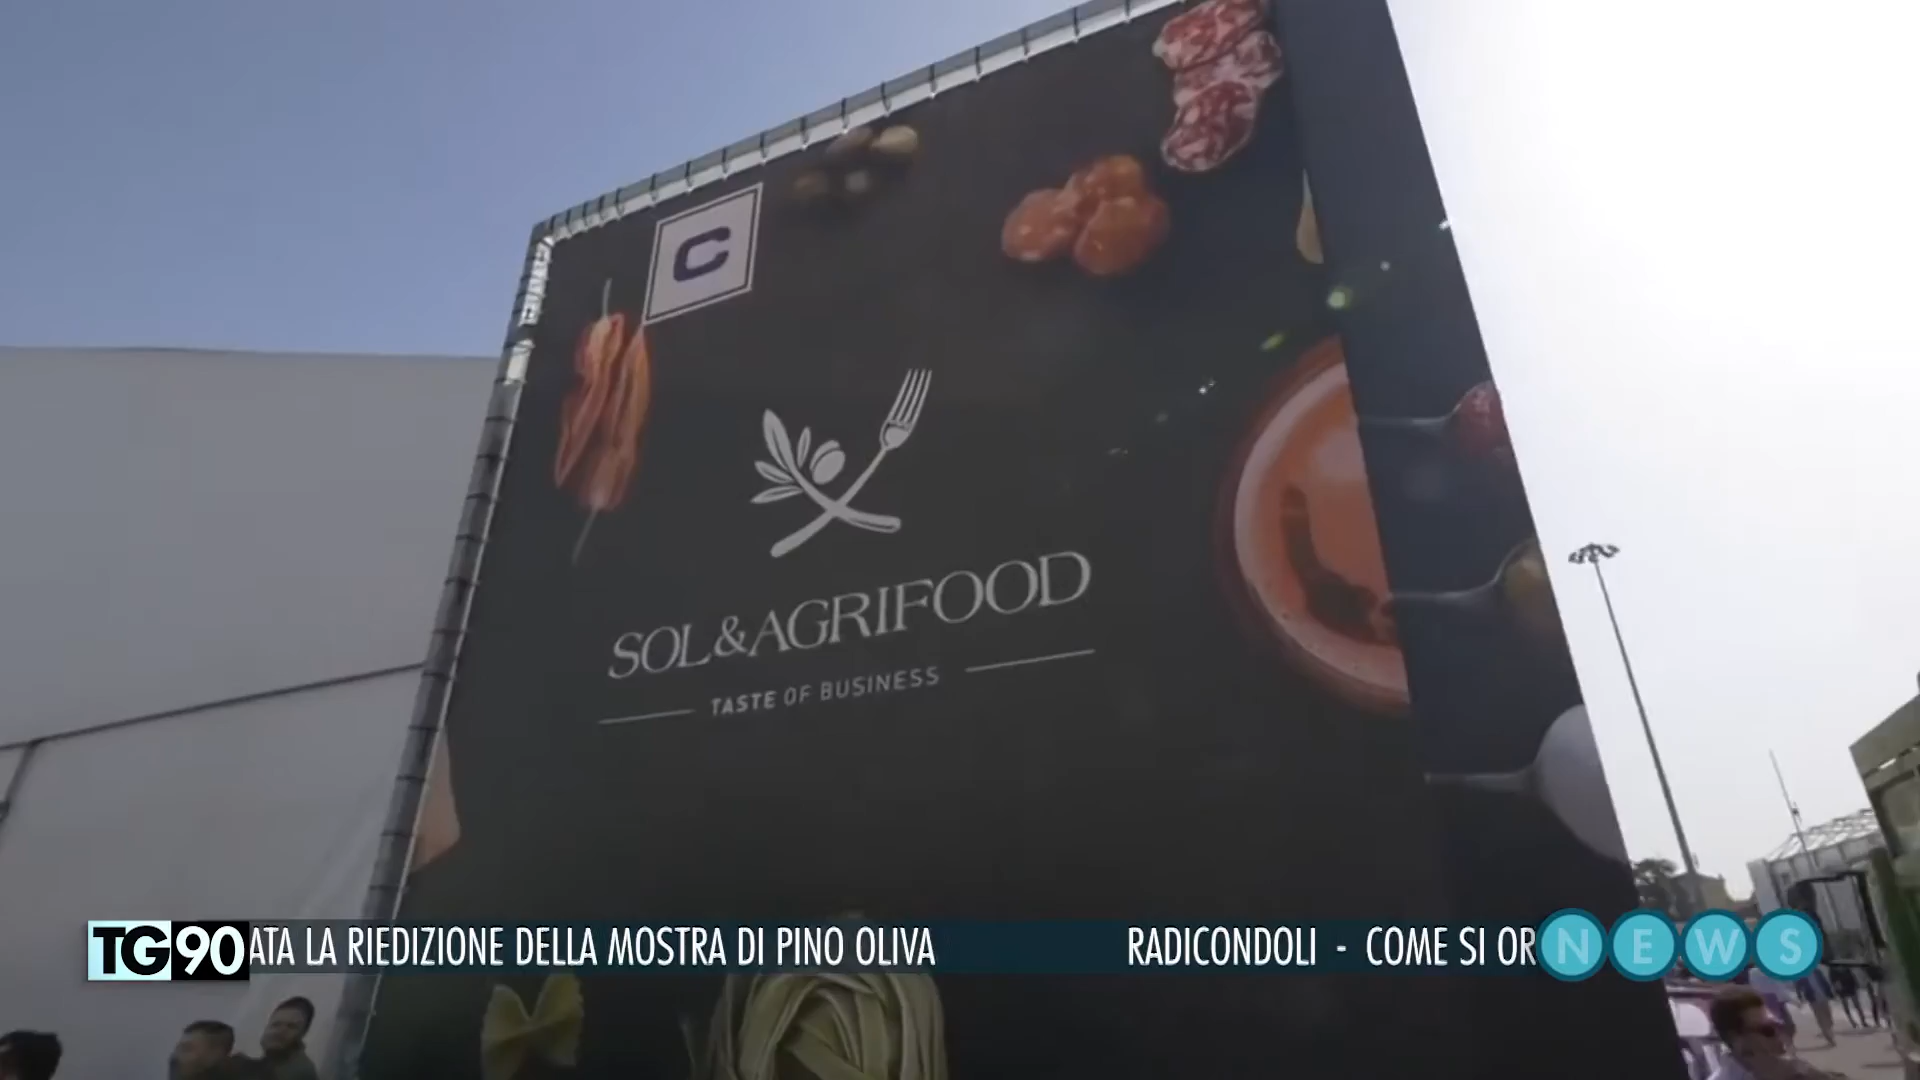 C
SOL&AGRIFOOD
TASTE OF BUSINESS
TG90
ATA LA RIEDIZIONE DELLA MOSTRA DI PINO OLIVA
RADICONDOLI - COME SI OR
NEWS